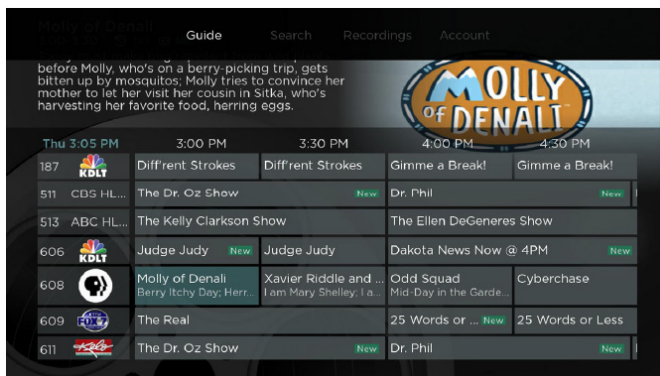 Molly of Denali
Guide Search Recordings Account
before Molly, who's on a berry-picking trip, gets
bitten up by mosquitos; Molly tries to convince her
mother to let her visit her cousin in Sitka, who's
harvesting her favorite food, herring eggs.
MOLLY
OF DENALI
Thu 3:05 PM 3:00 PM 3:30 PM 4:00 PM 4:30 PM
187 KDLT Diff'rent Strokes Diff'rent Strokes Gimme a Break! Gimme a Break!
511 CBS HL... The Dr. Oz Show New Dr. Phil New
513 ABC HL... The Kelly Clarkson Show The Ellen DeGeneres Show
606 KDLT Judge Judy New Judge Judy Dakota News Now @ 4PM New
608 Molly of Denali Xavier Riddle and ... Odd Squad Cyberchase
Berry Itchy Day; Herr... I am Mary Shelley; I a... Mid-Day in the Garde...
609 FOX 7 The Real 25 Words or ... New 25 Words or Less
611 Kelo The Dr. Oz Show New Dr. Phil New